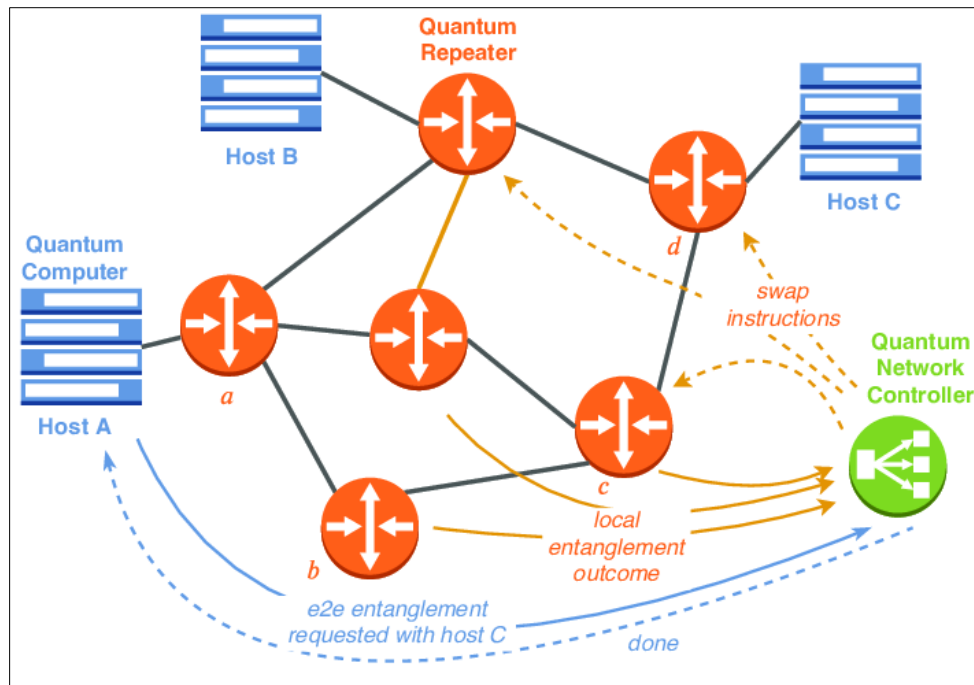 Quantum
Repeater
Host B
Host C
d
Quantum
Computer
swap
instructions
Quantum
Network
Controller
a
Host A
c
local
entanglement
outcome
b
e2e entanglement
requested with host C
done